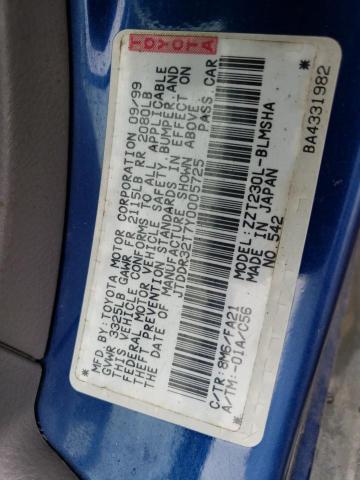 TOYOTA
MFD.BY:TOYOTA MOTOR CORPORATION 09/99
GVWR 3325LB GAWR FR 2115LB RR 2080LB
THIS VEHICLE CONFORMS TO ALL APPLICABLE
FEDERAL MOTOR VEHICLE SAFETY,BUMPER,AND
THEFT PREVENTION STANDARDS IN EFFECT ON
THE DATE OF MANUFACTURE SHOWN ABOVE.
* JTDDR32T7Y0005725 PASS.CAR *
C/TR:8M6/FA21 MODEL:ZZT230L-BLMSHA
A/TM:-01A/C56 MADE IN JAPAN
NO.542
BA4331982